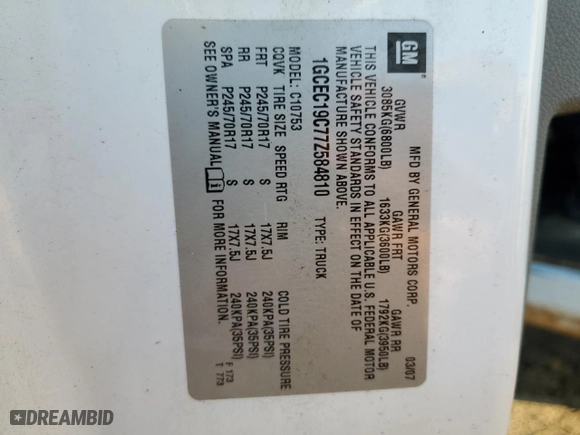 GM
®
MFD BY GENERAL MOTORS CORP. 03/07
GVWR GAWR FRT GAWR RR
3085KG(6800LB) 1633KG(3600LB) 1792KG(3950LB)
THIS VEHICLE CONFORMS TO ALL APPLICABLE U.S. FEDERAL MOTOR
VEHICLE SAFETY STANDARDS IN EFFECT ON THE DATE OF
MANUFACTURE SHOWN ABOVE.
1GCEC19C77Z584810 TYPE: TRUCK
MODEL: C10753
CQVK TIRE SIZE SPEED RTG RIM COLD TIRE PRESSURE
FRT P245/70R17 S 17X7.5J 240KPA(35PSI)
RR P245/70R17 S 17X7.5J 240KPA(35PSI)
SPA P245/70R17 S 17X7.5J 240KPA(35PSI)
SEE OWNER'S MANUAL i FOR MORE INFORMATION.
F 173
T 773
DREAMBID